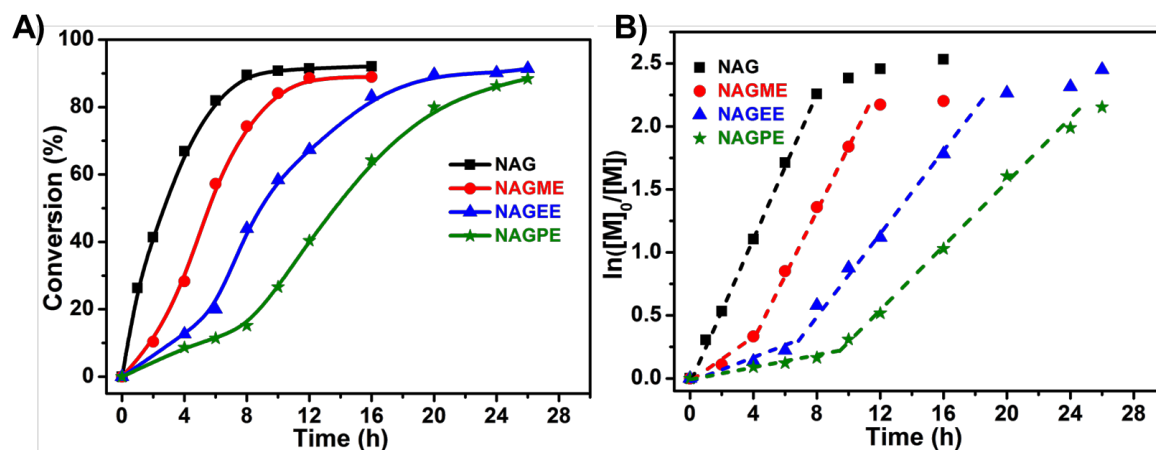 A)
100
80
60
40
20
0
Conversion (%)
NAG
NAGME
NAGEE
NAGPE
0 4 8 12 16 20 24 28
Time (h)
B)
2.5
2.0
1.5
1.0
0.5
0.0
ln([M]0/[M])
NAG
NAGME
NAGEE
NAGPE
0 4 8 12 16 20 24 28
Time (h)